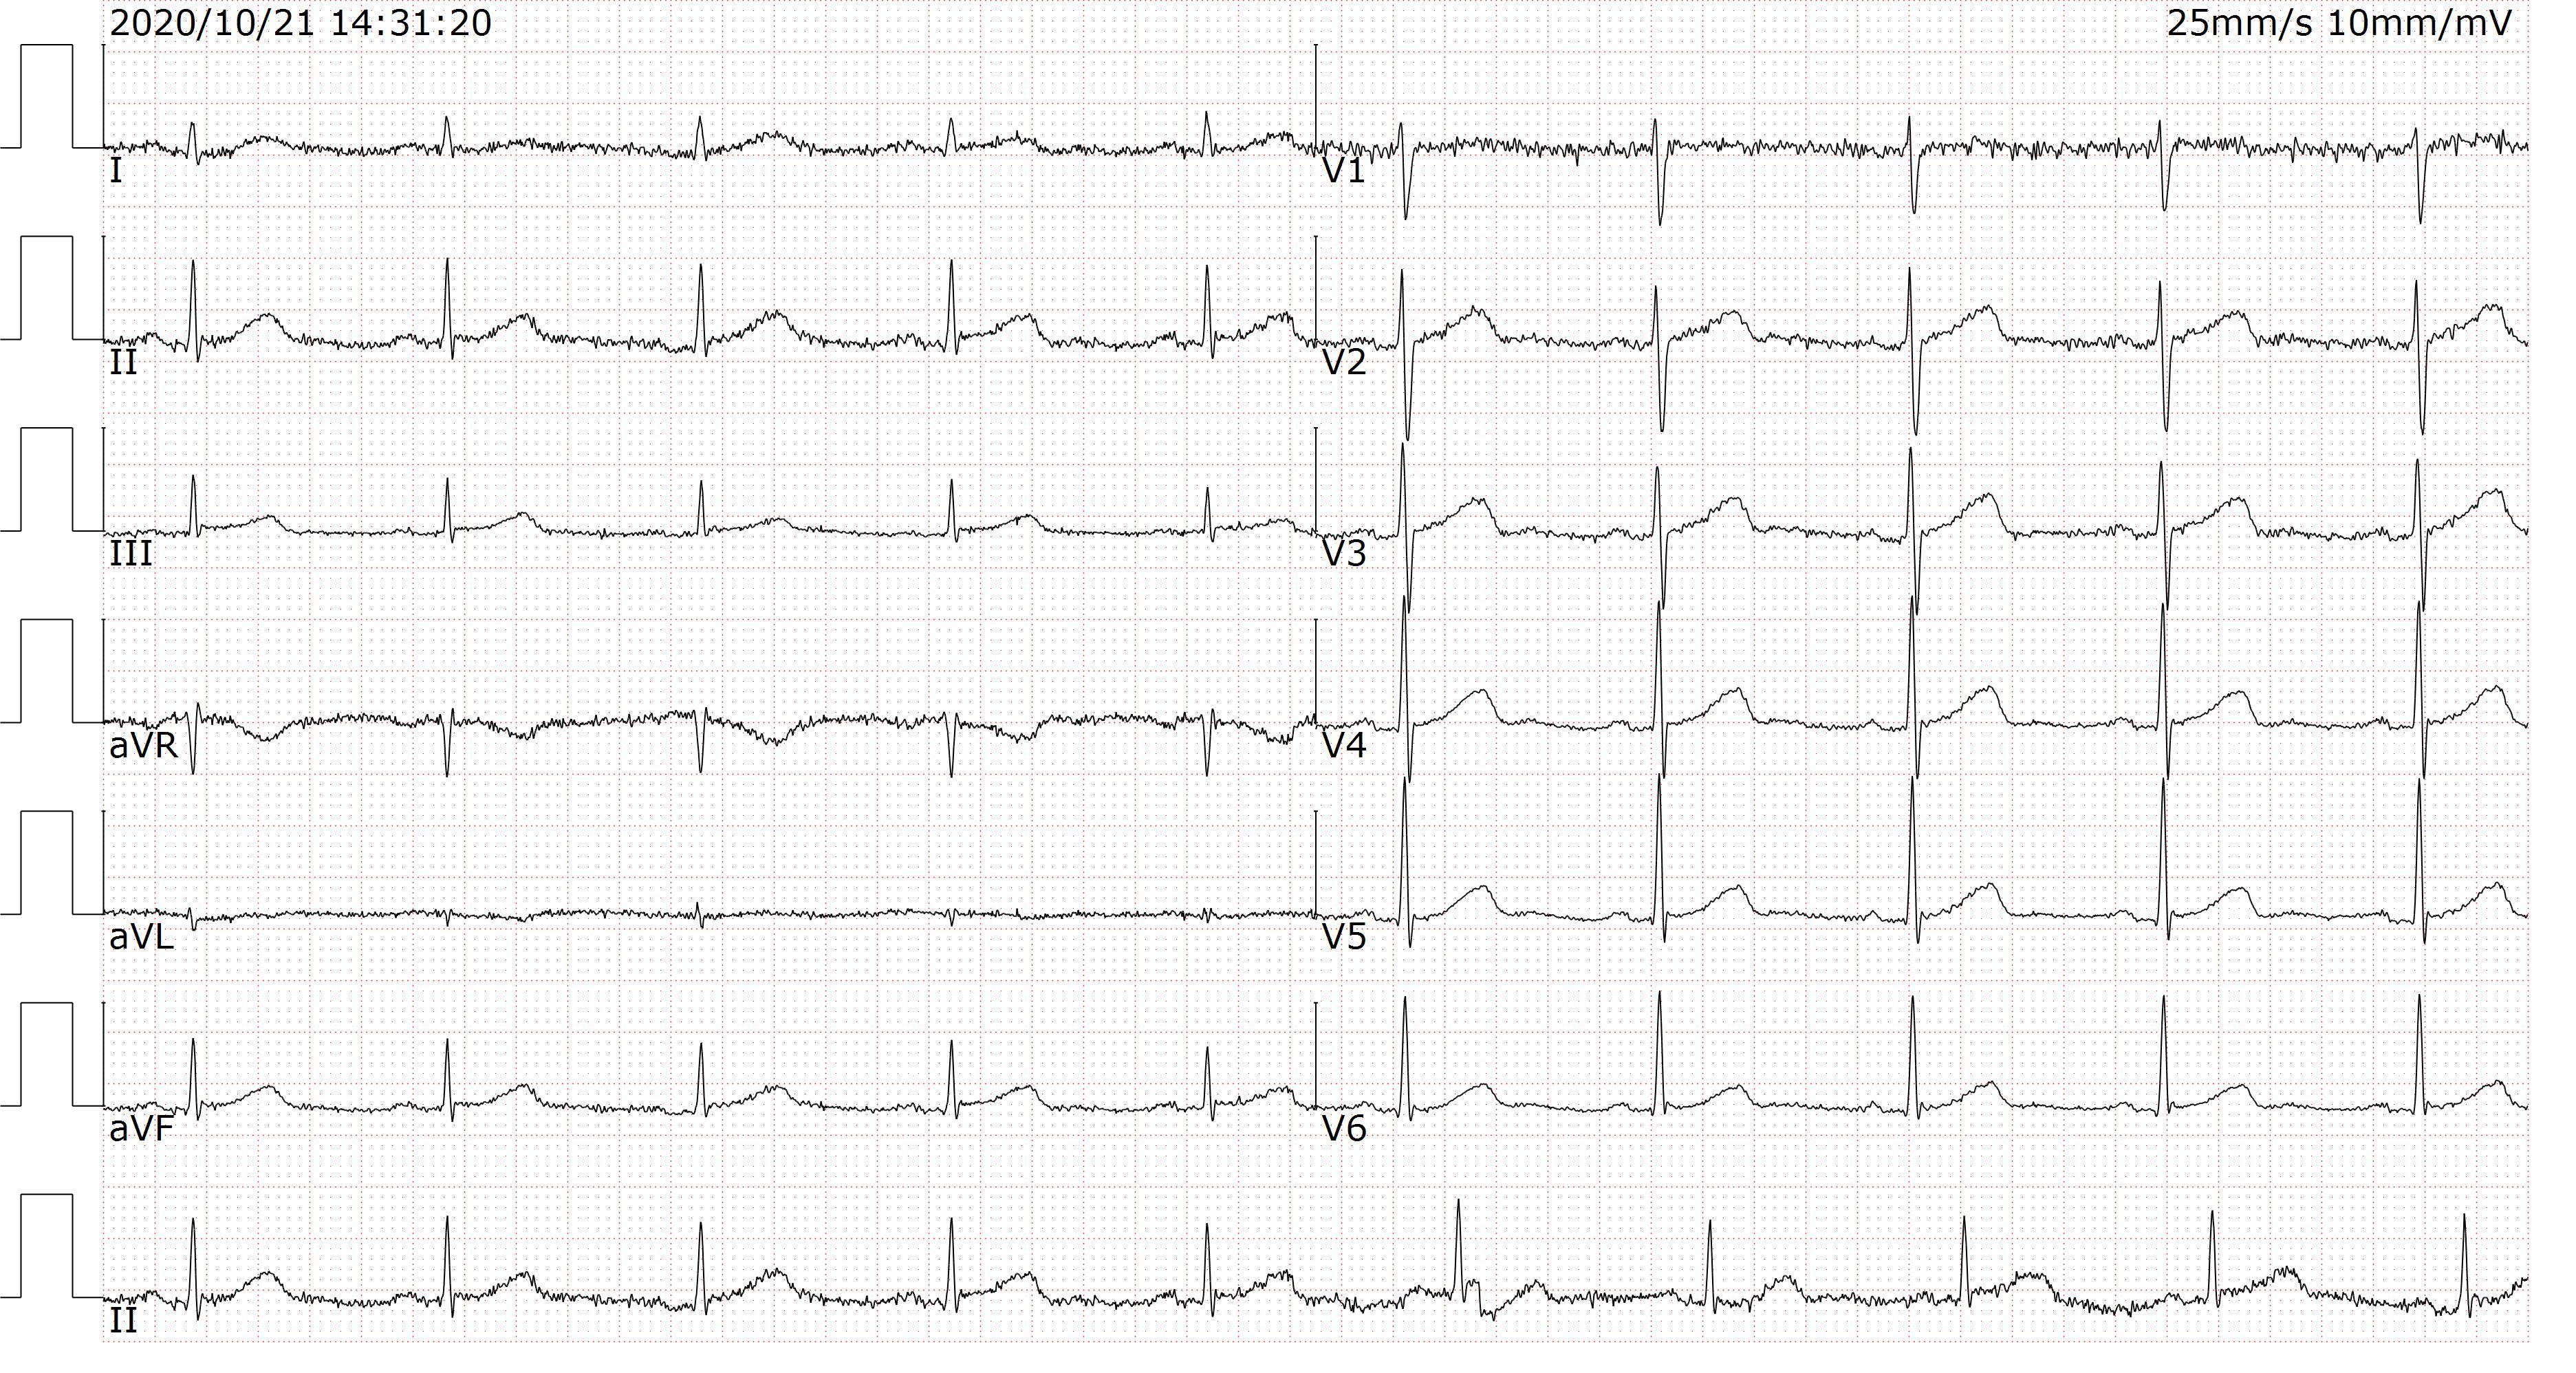 2020/10/21 14:31:20 25mm/s 10mm/mV
I V1
II V2
III V3
aVR V4
aVL V5
aVF V6
II